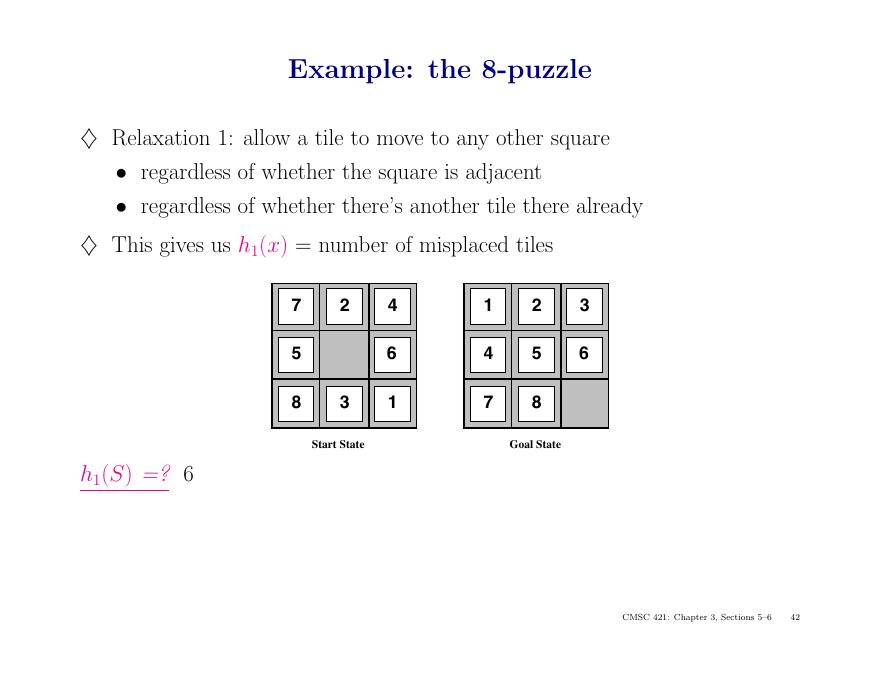 Example: the 8-puzzle
♢ Relaxation 1: allow a tile to move to any other square
• regardless of whether the square is adjacent
• regardless of whether there's another tile there already
♢ This gives us h₁(x) = number of misplaced tiles
7 2 4
5 6
8 3 1
Start State
1 2 3
4 5 6
7 8
Goal State
h₁(S) =? 6
CMSC 421: Chapter 3, Sections 5–6 42